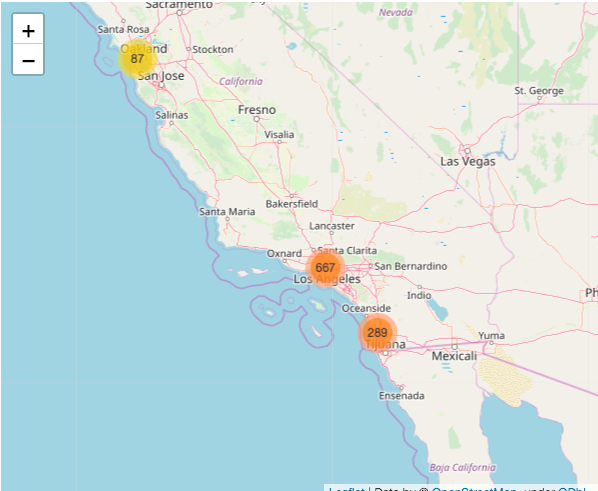 Sacramento
Nevada
+
Santa Rosa
Oakland
Stockton
−
87
San Jose
California
St. George
Fresno
Salinas
Visalia
Las Vegas
Bakersfield
Santa Maria
Lancaster
Oxnard
Santa Clarita
667
San Bernardino
Los Angeles
Indio
Ph
Oceanside
289
Yuma
Tijuana
Mexicali
Ensenada
Baja California
Leaflet | Data by © OpenStreetMap, under ODbL